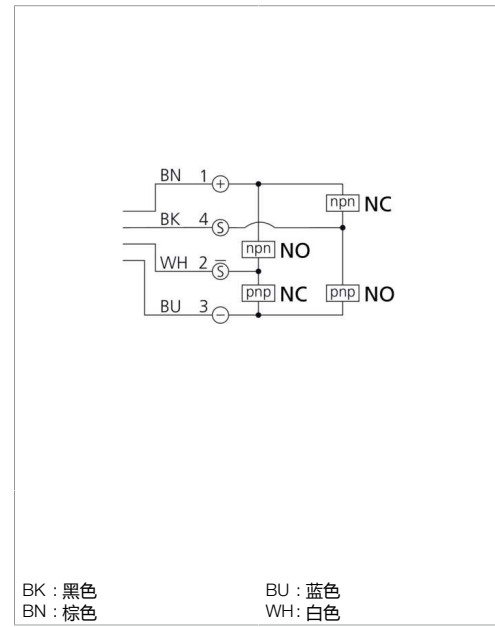 BN 1 +
npn NC
BK 4 S
npn NO
WH 2 S̅
pnp NC pnp NO
BU 3 −
BK : 黑色 BU : 蓝色
BN : 棕色 WH : 白色